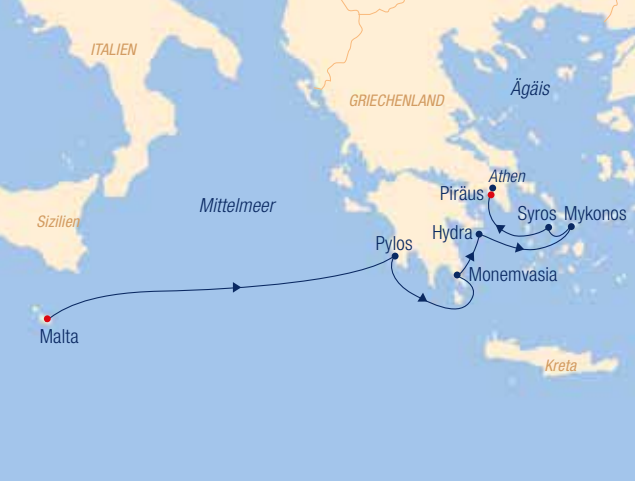 ITALIEN
Ägäis
GRIECHENLAND
Athen
Piräus
Sizilien
Mittelmeer
Syros
Mykonos
Hydra
Pylos
Monemvasia
Malta
Kreta